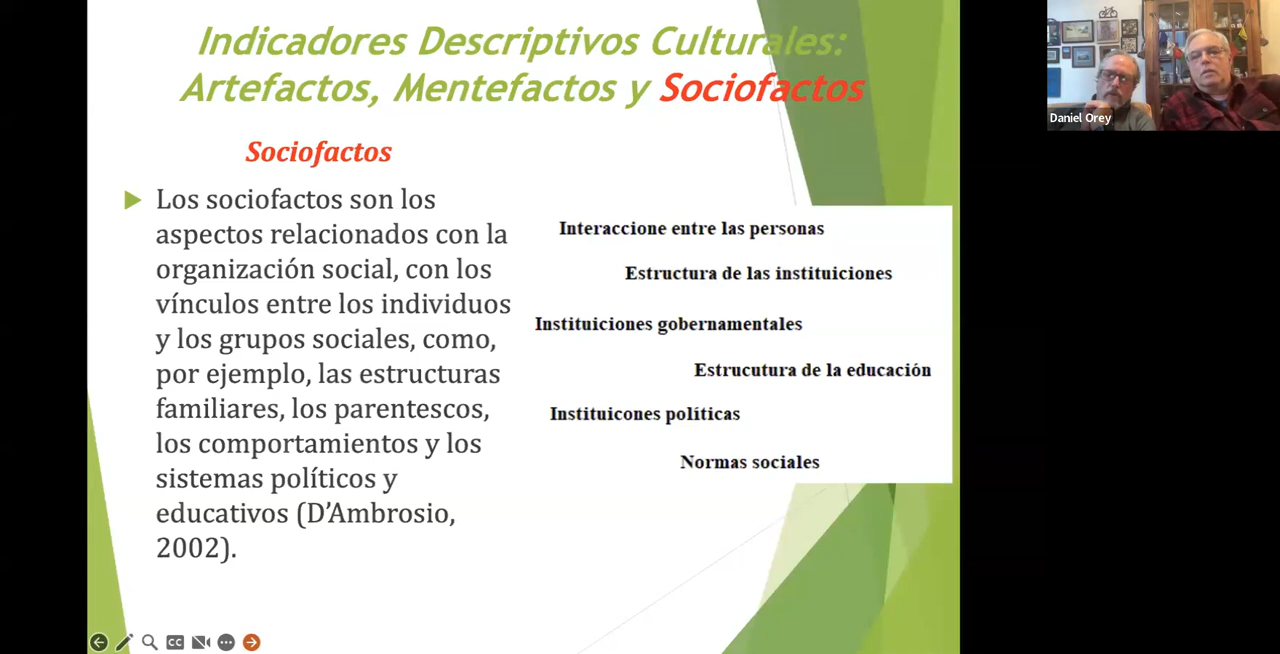 Indicadores Descriptivos Culturales:
Artefactos, Mentefactos y Sociofactos
Sociofactos
Los sociofactos son los
aspectos relacionados con la
organización social, con los
vínculos entre los individuos
y los grupos sociales, como,
por ejemplo, las estructuras
familiares, los parentescos,
los comportamientos y los
sistemas políticos y
educativos (D’Ambrosio,
2002).
Interaccione entre las personas
Estructura de las instituiciones
Instituiciones gobernamentales
Estrucutura de la educación
Instituicones políticas
Normas sociales
Daniel Orey
CC